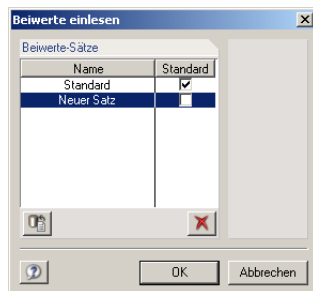 Beiwerte einlesen
Beiwerte-Sätze
Name Standard
Standard
Neuer Satz
OK Abbrechen